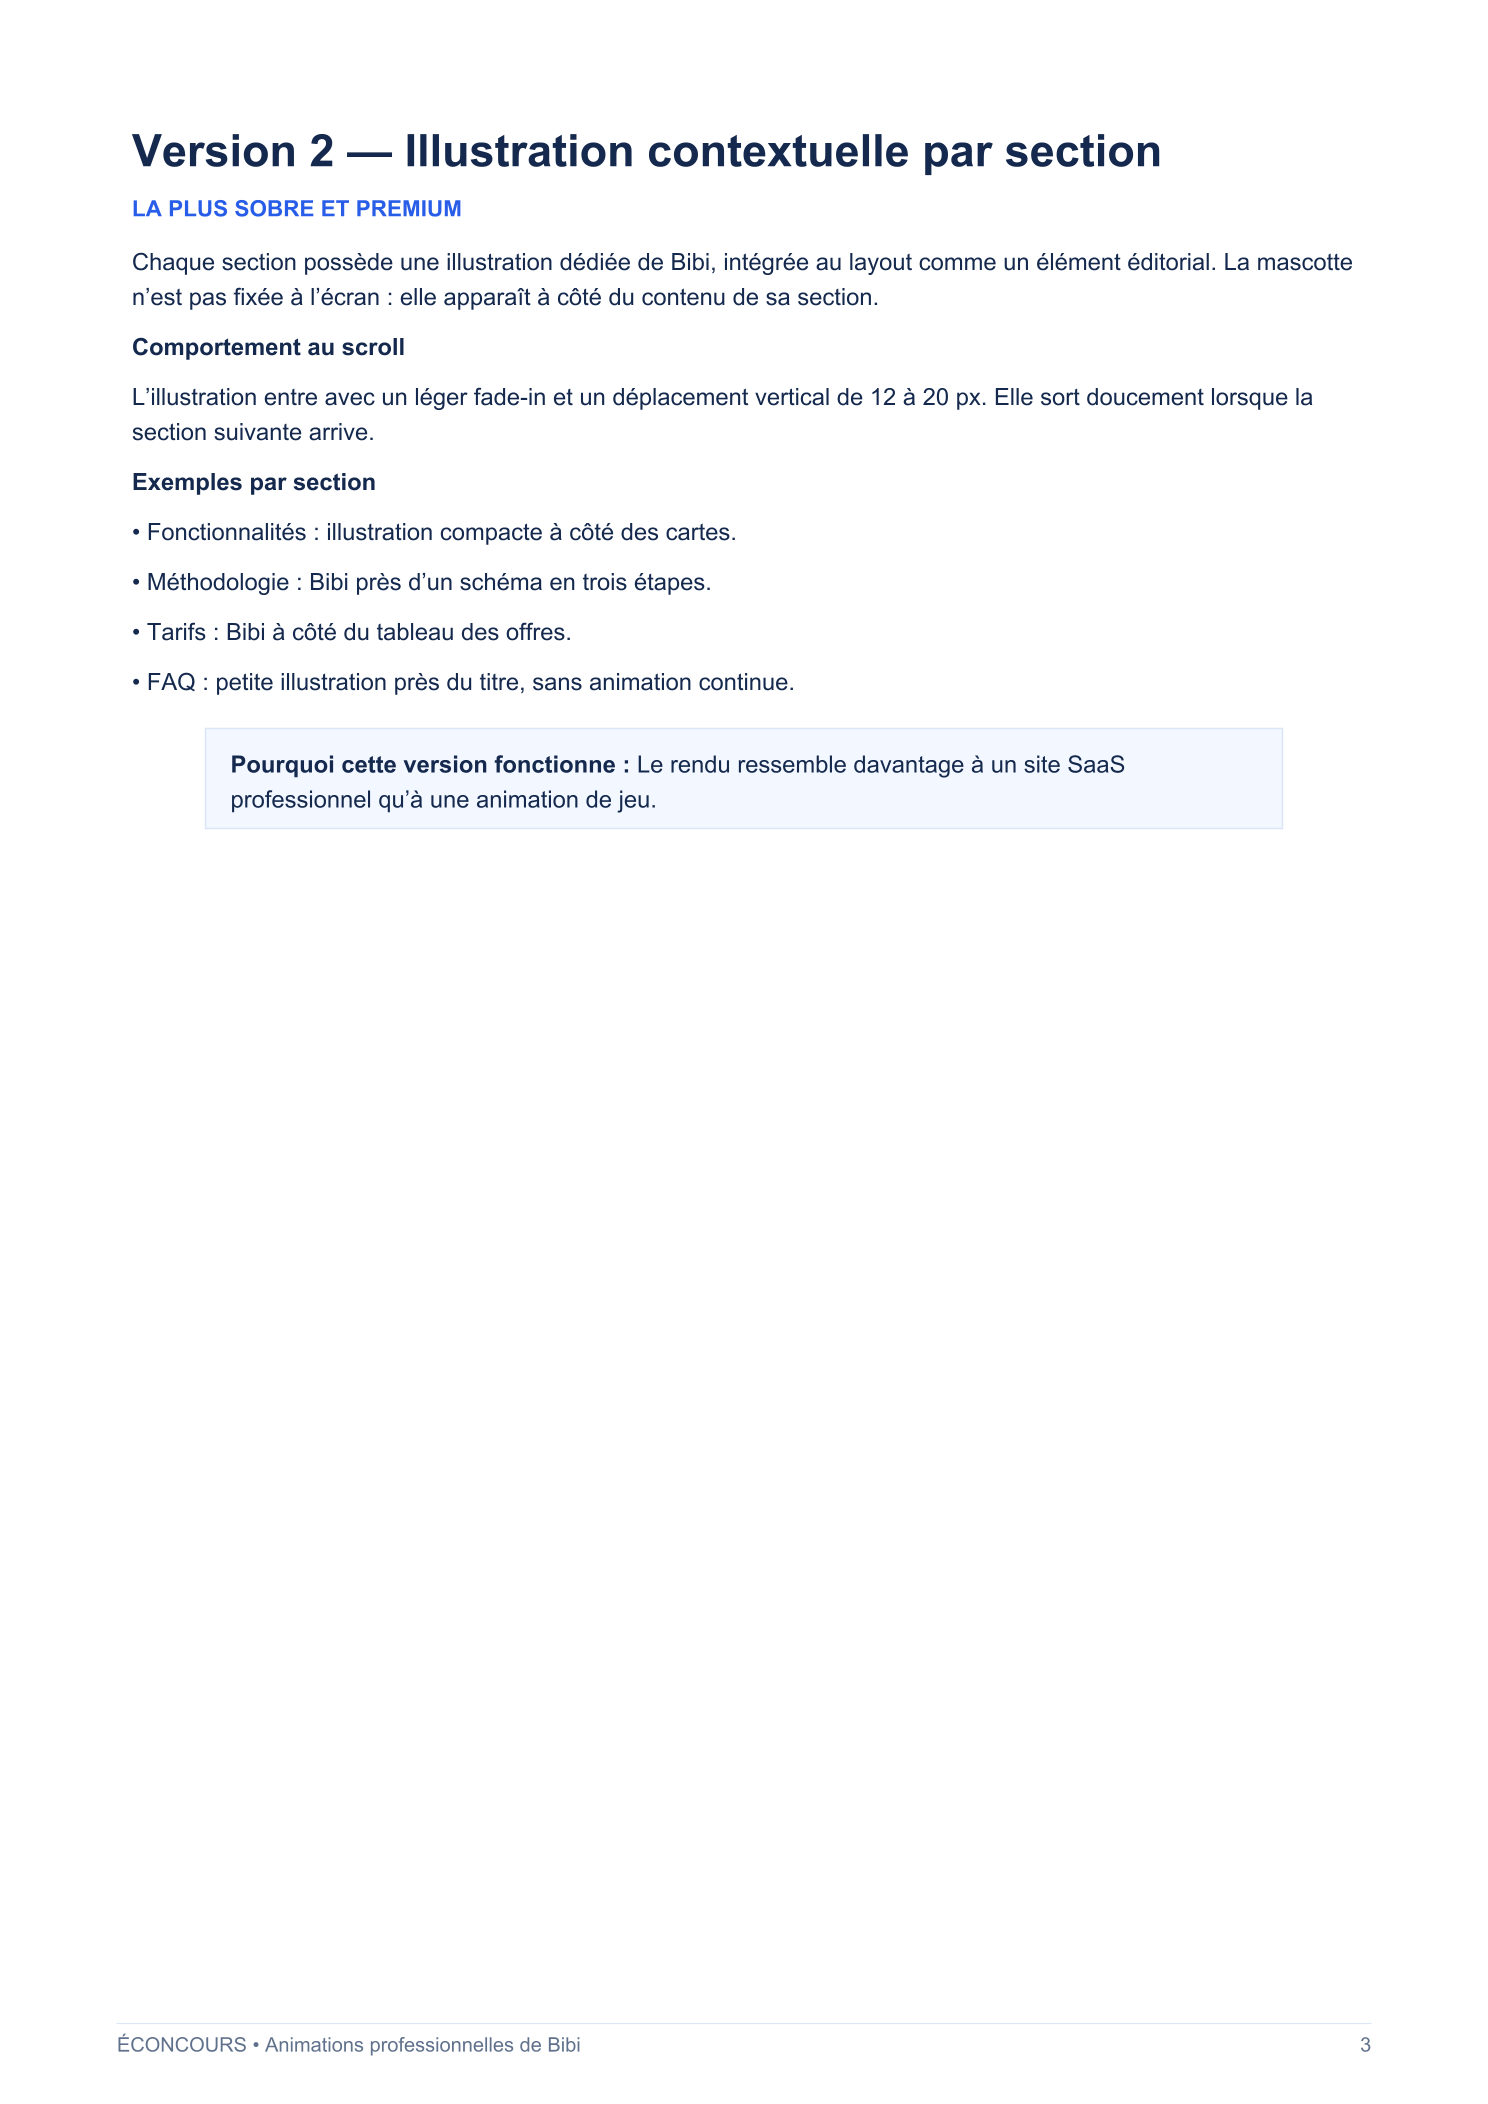 Version 2 — Illustration contextuelle par section
LA PLUS SOBRE ET PREMIUM
Chaque section possède une illustration dédiée de Bibi, intégrée au layout comme un élément éditorial. La mascotte
n’est pas fixée à l’écran : elle apparaît à côté du contenu de sa section.
Comportement au scroll
L’illustration entre avec un léger fade-in et un déplacement vertical de 12 à 20 px. Elle sort doucement lorsque la
section suivante arrive.
Exemples par section
• Fonctionnalités : illustration compacte à côté des cartes.
• Méthodologie : Bibi près d’un schéma en trois étapes.
• Tarifs : Bibi à côté du tableau des offres.
• FAQ : petite illustration près du titre, sans animation continue.
Pourquoi cette version fonctionne : Le rendu ressemble davantage à un site SaaS
professionnel qu’à une animation de jeu.
ÉCONCOURS • Animations professionnelles de Bibi 3